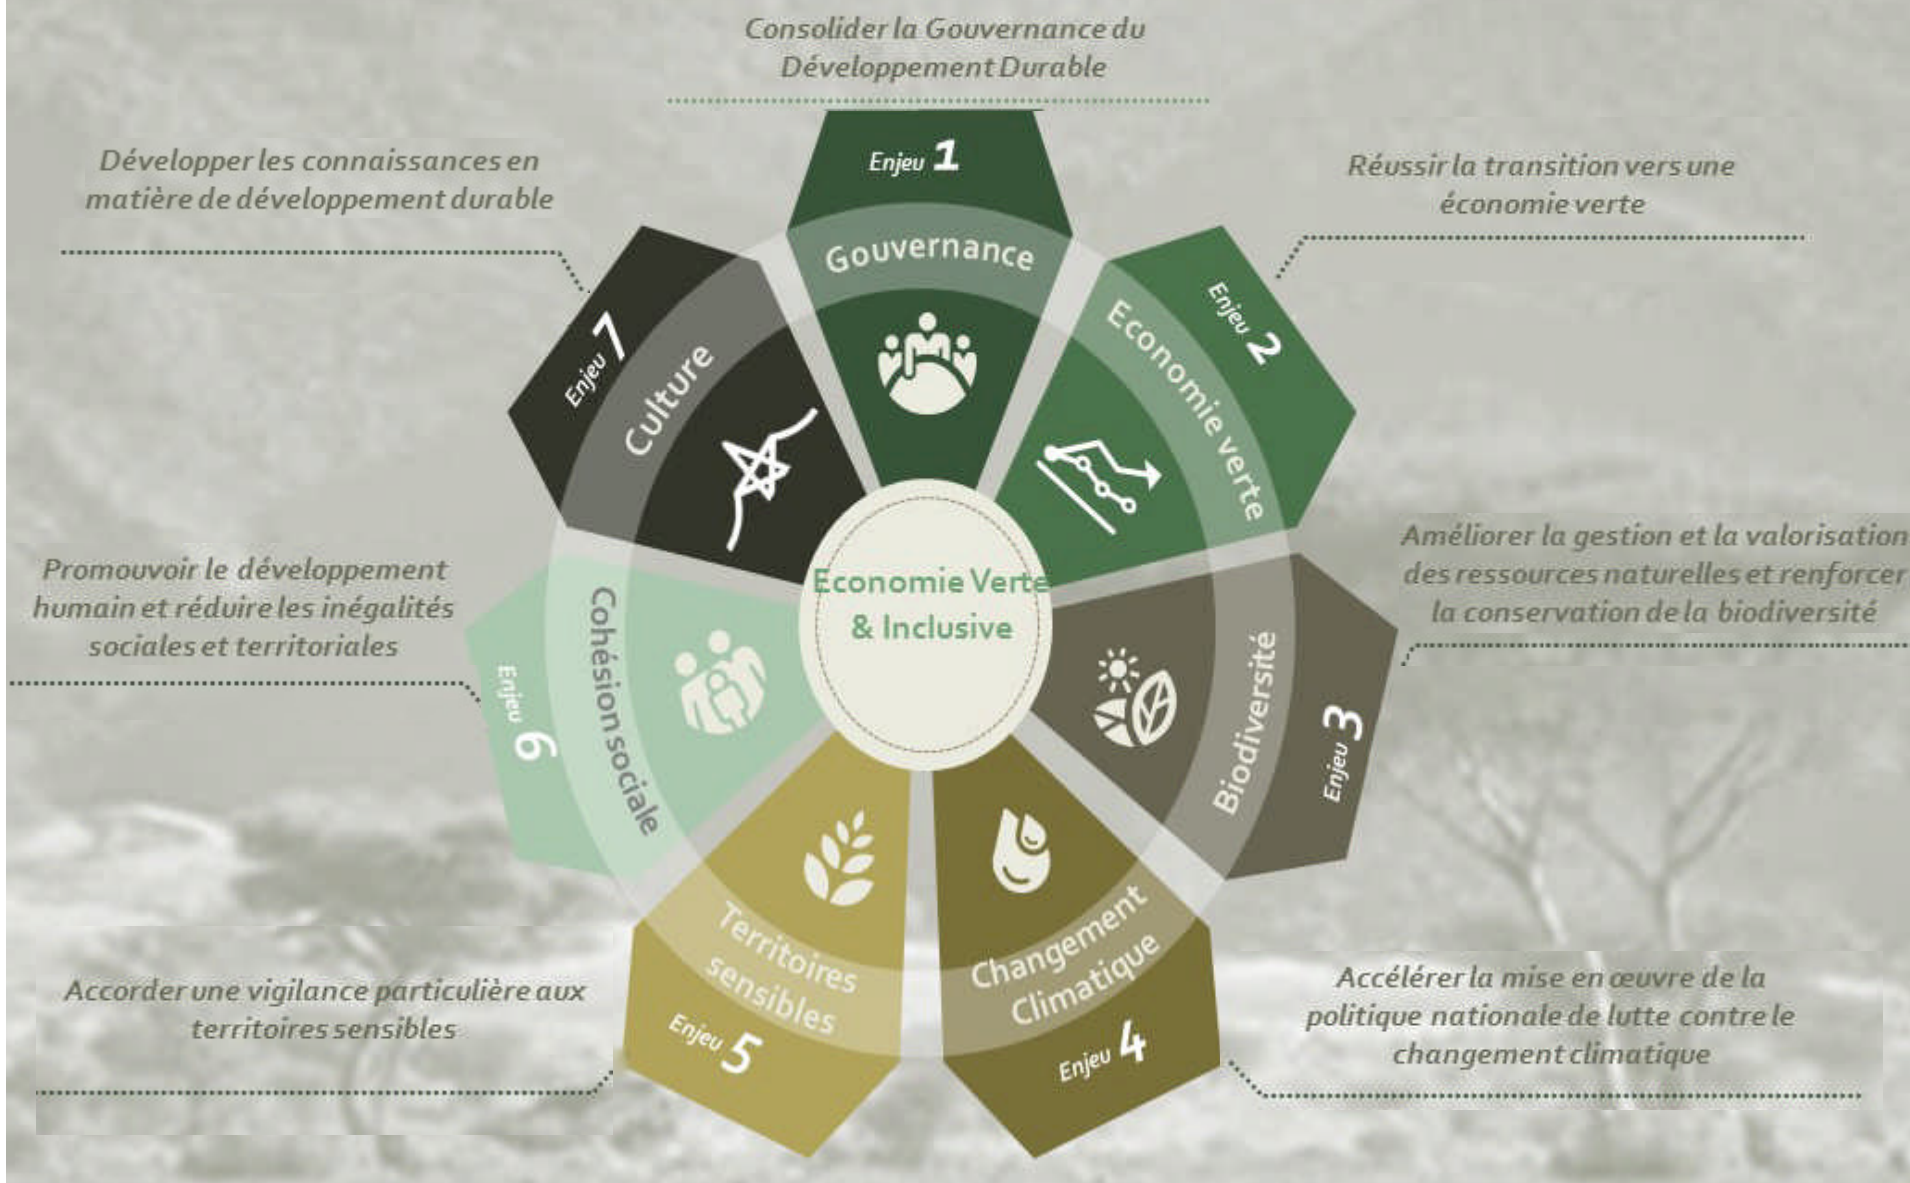 Consolider la Gouvernance du
Développement Durable
Enjeu 1
Gouvernance
Réussir la transition vers une
économie verte
Enjeu 2
Economie verte
Améliorer la gestion et la valorisation
des ressources naturelles et renforcer
la conservation de la biodiversité
Enjeu 3
Biodiversité
Accélérer la mise en œuvre de la
politique nationale de lutte contre le
changement climatique
Enjeu 4
Changement
Climatique
Accorder une vigilance particulière aux
territoires sensibles
Enjeu 5
Territoires
sensibles
Promouvoir le développement
humain et réduire les inégalités
sociales et territoriales
Enjeu 6
Cohésion sociale
Développer les connaissances en
matière de développement durable
Enjeu 7
Culture
Economie Verte
& Inclusive